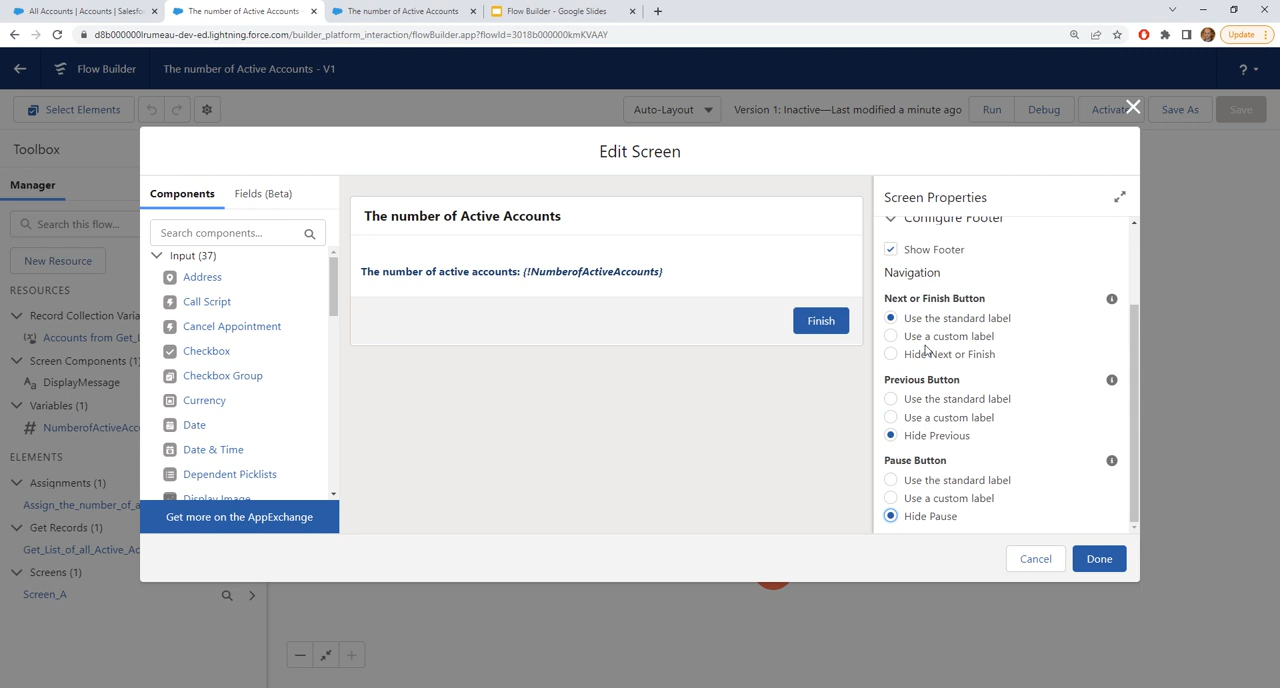 All Accounts | Accounts | Salesfo
The number of Active Accounts
The number of Active Accounts
Flow Builder - Google Slides
d8b000000lrumeau-dev-ed.lightning.force.com/builder_platform_interaction/flowBuilder.app?flowId=3018b000000kmKVAAY
Update
Flow Builder
The number of Active Accounts - V1
?
Select Elements
Auto-Layout
Version 1: Inactive—Last modified a minute ago
Run
Debug
Activate
Save As
Save
Toolbox
Manager
Search this flow...
New Resource
RESOURCES
Record Collection Varia
Accounts from Get_L
Screen Components (1)
DisplayMessage
Variables (1)
NumberofActiveAcco
ELEMENTS
Assignments (1)
Assign_the_number_of_a
Get Records (1)
Get_List_of_all_Active_Ac
Screens (1)
Screen_A
Edit Screen
Components
Fields (Beta)
Search components...
Input (37)
Address
Call Script
Cancel Appointment
Checkbox
Checkbox Group
Currency
Date
Date & Time
Dependent Picklists
Display Image
Get more on the AppExchange
The number of Active Accounts
The number of active accounts: {!NumberofActiveAccounts}
Finish
Screen Properties
Configure Footer
Show Footer
Navigation
Next or Finish Button
Use the standard label
Use a custom label
Hide Next or Finish
Previous Button
Use the standard label
Use a custom label
Hide Previous
Pause Button
Use the standard label
Use a custom label
Hide Pause
Cancel
Done